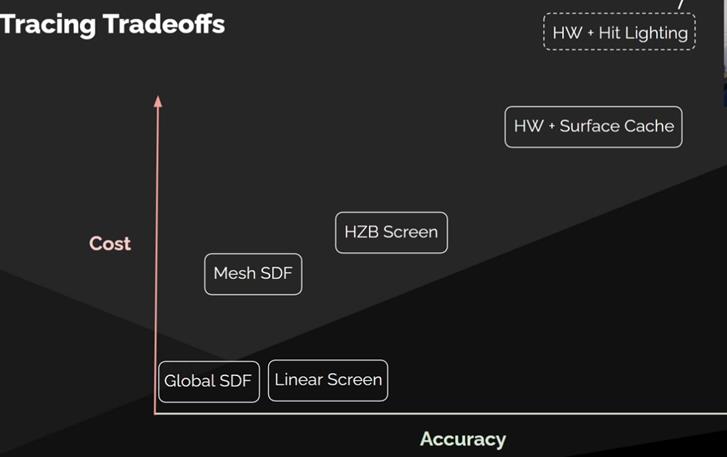 Tracing Tradeoffs
HW + Hit Lighting
HW + Surface Cache
HZB Screen
Cost
Mesh SDF
Global SDF
Linear Screen
Accuracy